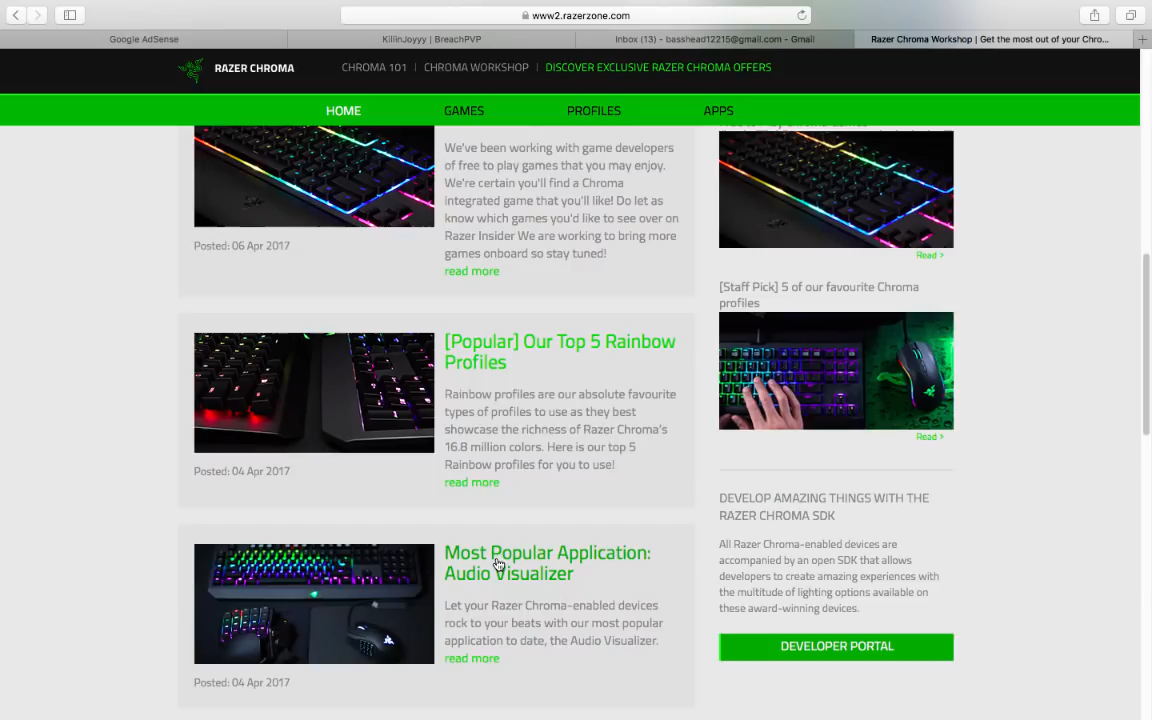 www2.razerzone.com
Google AdSense
KillinJoyyy | BreachPVP
Inbox (13) - basshead12215@gmail.com - Gmail
Razer Chroma Workshop | Get the most out of your Chro...
RAZER CHROMA
CHROMA 101
CHROMA WORKSHOP
DISCOVER EXCLUSIVE RAZER CHROMA OFFERS
HOME
GAMES
PROFILES
APPS
We've been working with game developers
of free to play games that you may enjoy.
We're certain you'll find a Chroma
integrated game that you'll like! Do let as
know which games you'd like to see over on
Razer Insider We are working to bring more
games onboard so stay tuned!
read more
Posted: 06 Apr 2017
[Popular] Our Top 5 Rainbow
Profiles
Rainbow profiles are our absolute favourite
types of profiles to use as they best
showcase the richness of Razer Chroma's
16.8 million colors. Here is our top 5
Rainbow profiles for you to use!
read more
Posted: 04 Apr 2017
Most Popular Application:
Audio Visualizer
Let your Razer Chroma-enabled devices
rock to your beats with our most popular
application to date, the Audio Visualizer.
read more
Posted: 04 Apr 2017
Read >
[Staff Pick] 5 of our favourite Chroma
profiles
Read >
DEVELOP AMAZING THINGS WITH THE
RAZER CHROMA SDK
All Razer Chroma-enabled devices are
accompanied by an open SDK that allows
developers to create amazing experiences with
the multitude of lighting options available on
these award-winning devices.
DEVELOPER PORTAL